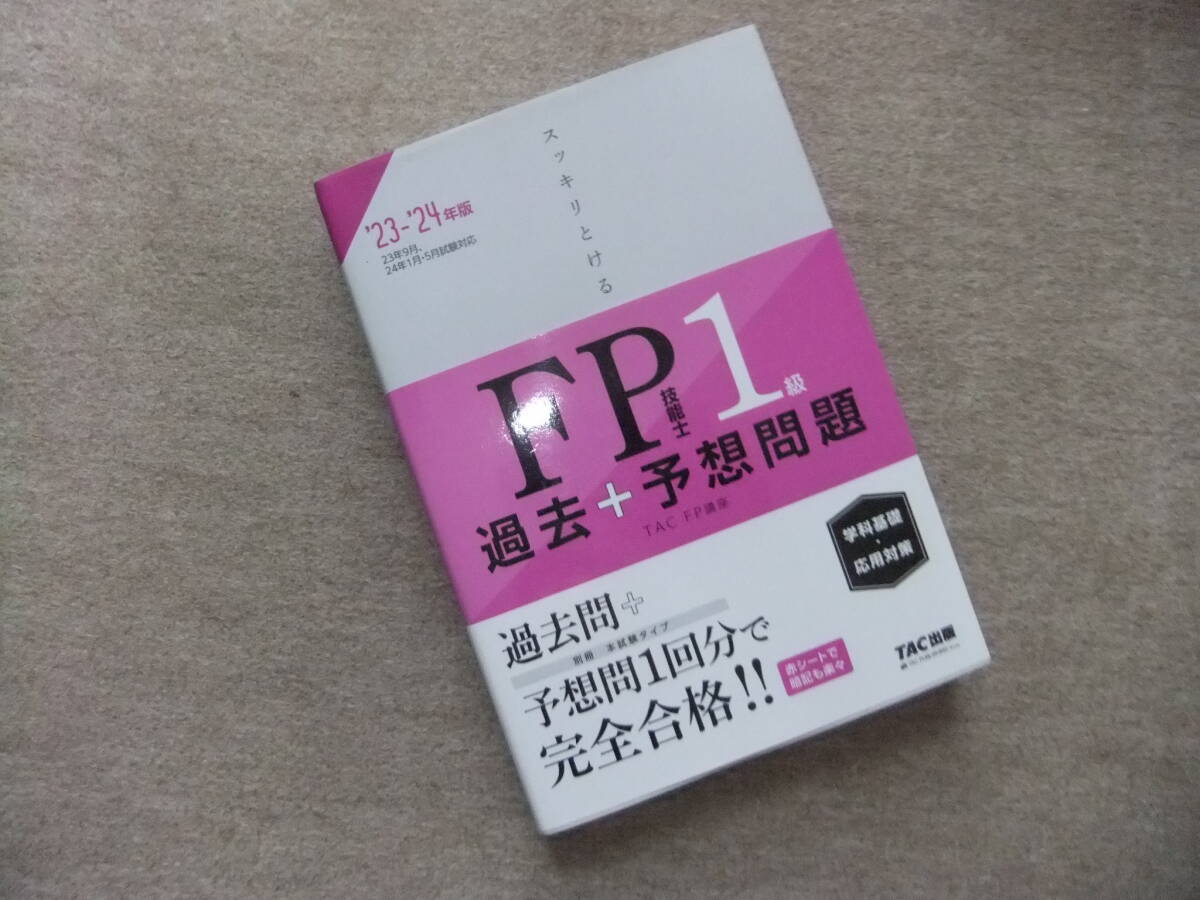 '23-'24年版
23年9月、
24年1月・5月試験対応
スッキリとける
FP技能士1級
過去+予想問題
TAC FP講座
学科基礎・
応用対策
過去問+
別冊 本試験タイプ
予想問1回分で
完全合格!!
赤シートで
暗記も楽々
TAC出版